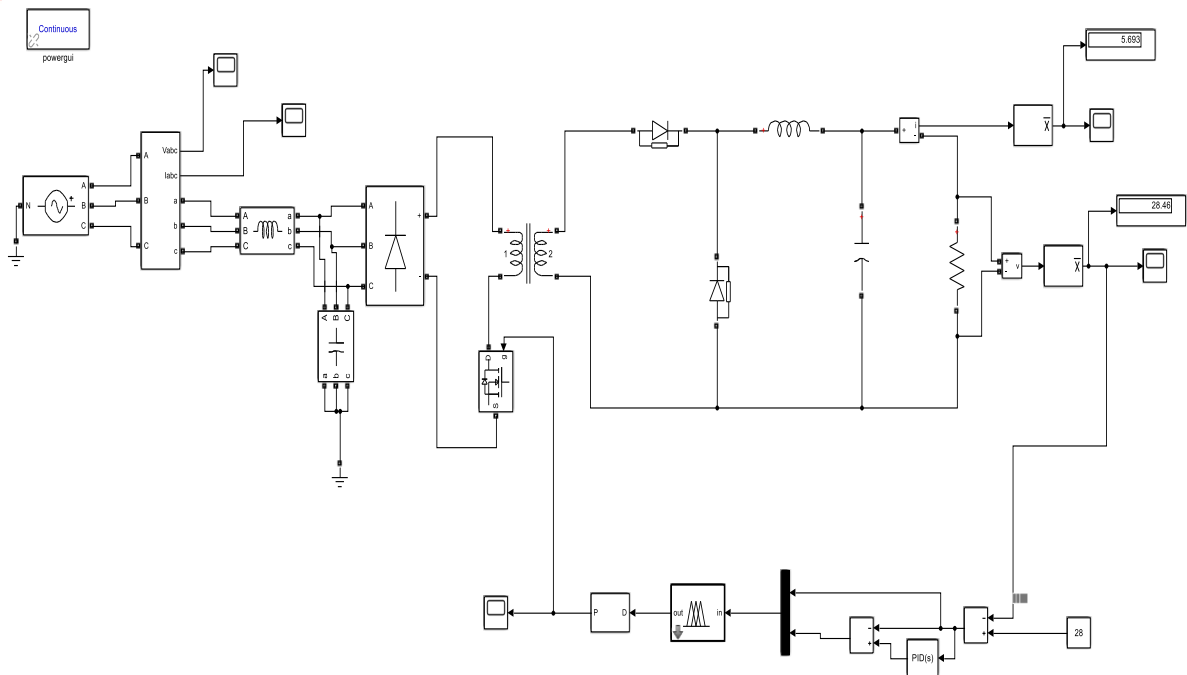 Continuous
powergui
5.693
Vabc
Iabc
A
B
C
a
b
c
N
A
B
C
A
B
C
a
b
c
A
B
C
+
-
1
2
+
i
-
X
28.46
+
-
v
X
A
B
C
a
b
c
D
g
S
P
D
out
in
-
+
-
+
28
PID(s)